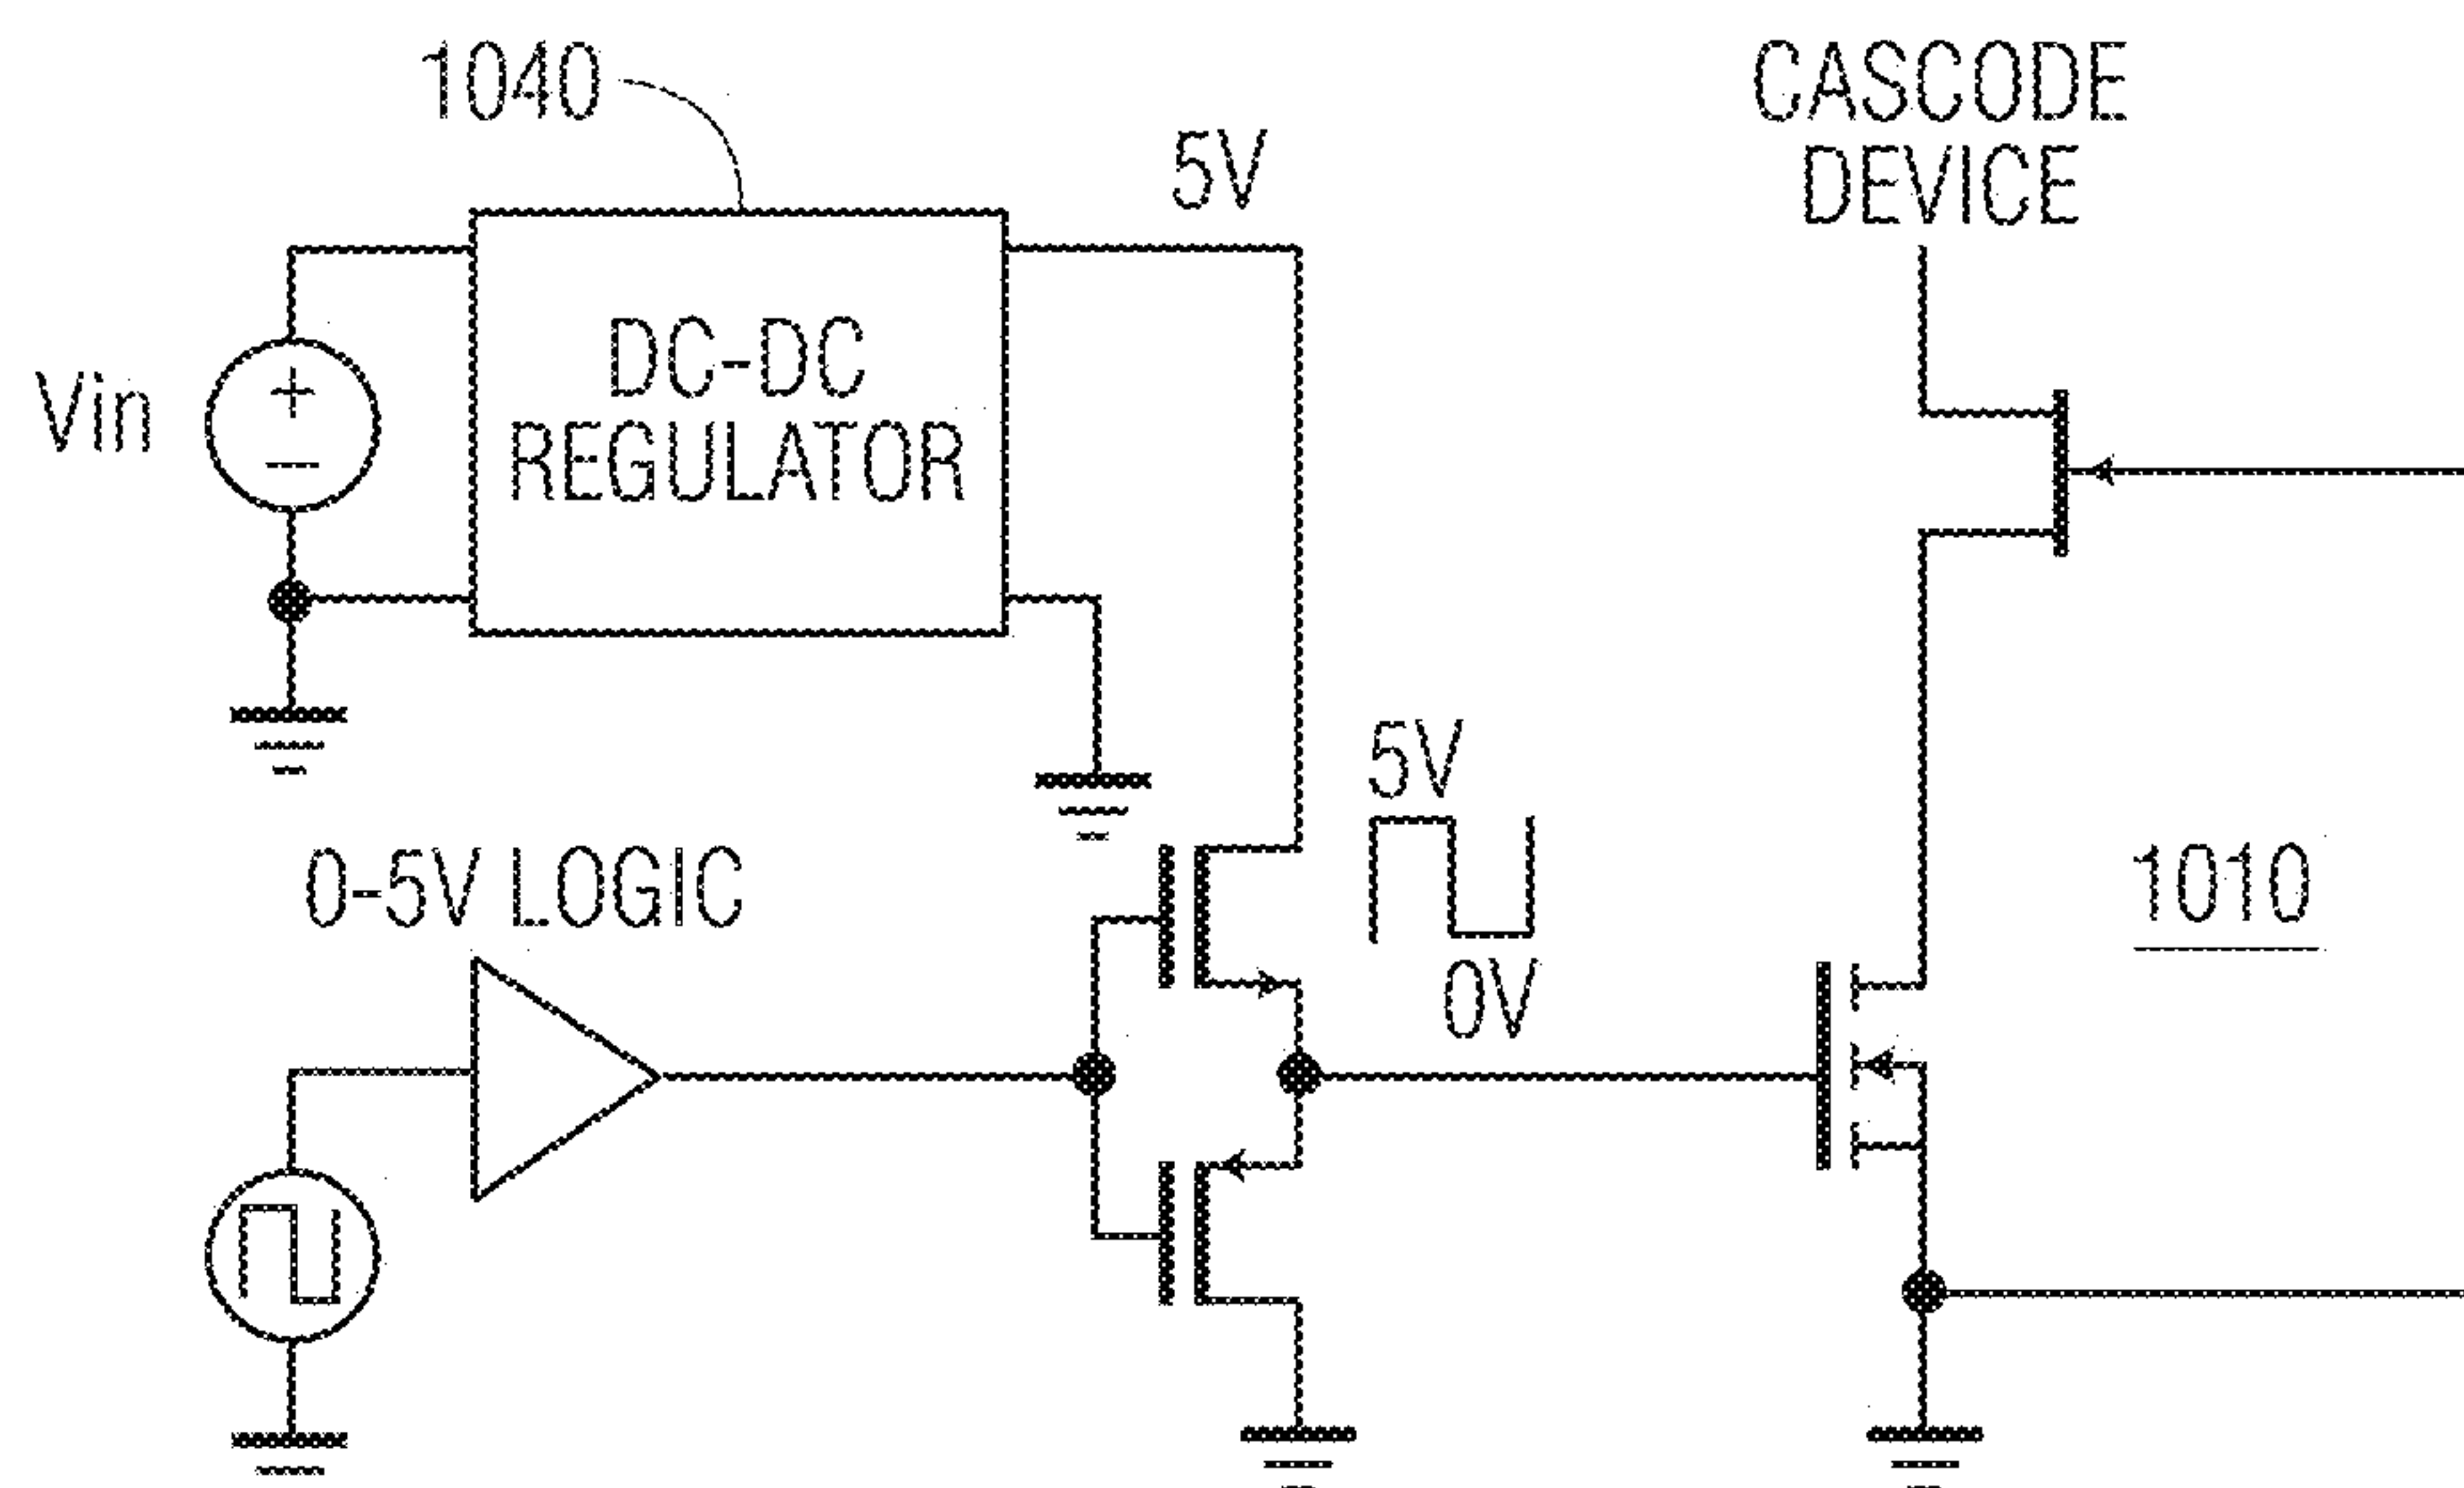 1040
5V
CASCODE
DEVICE
Vin
+
−
DC-DC
REGULATOR
5V
0V
0-5V LOGIC
1010